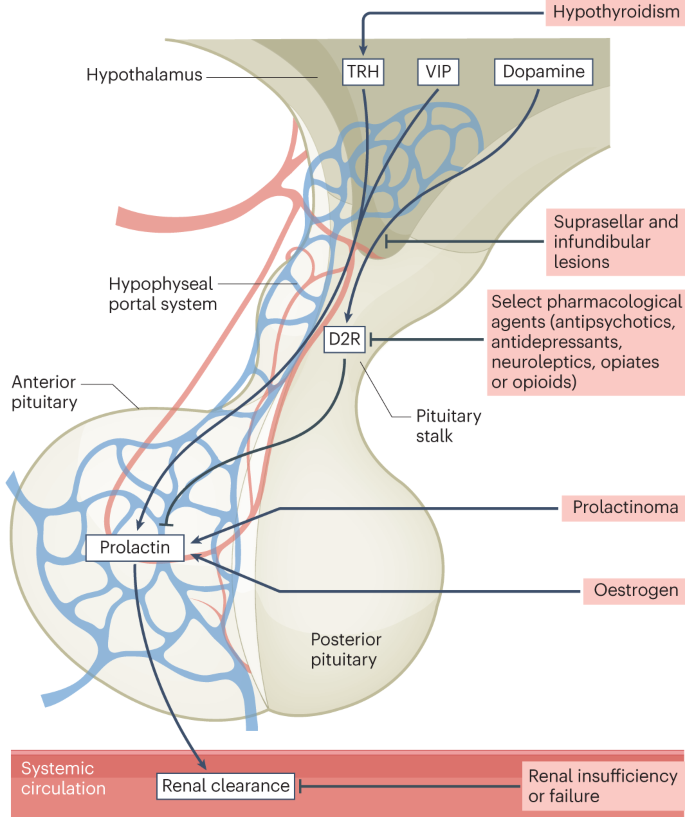 Hypothyroidism
Hypothalamus
TRH
VIP
Dopamine
Suprasellar and
infundibular
lesions
Hypophyseal
portal system
Select pharmacological
agents (antipsychotics,
antidepressants,
neuroleptics, opiates
or opioids)
D2R
Anterior
pituitary
Pituitary
stalk
Prolactinoma
Prolactin
Oestrogen
Posterior
pituitary
Systemic
circulation
Renal clearance
Renal insufficiency
or failure